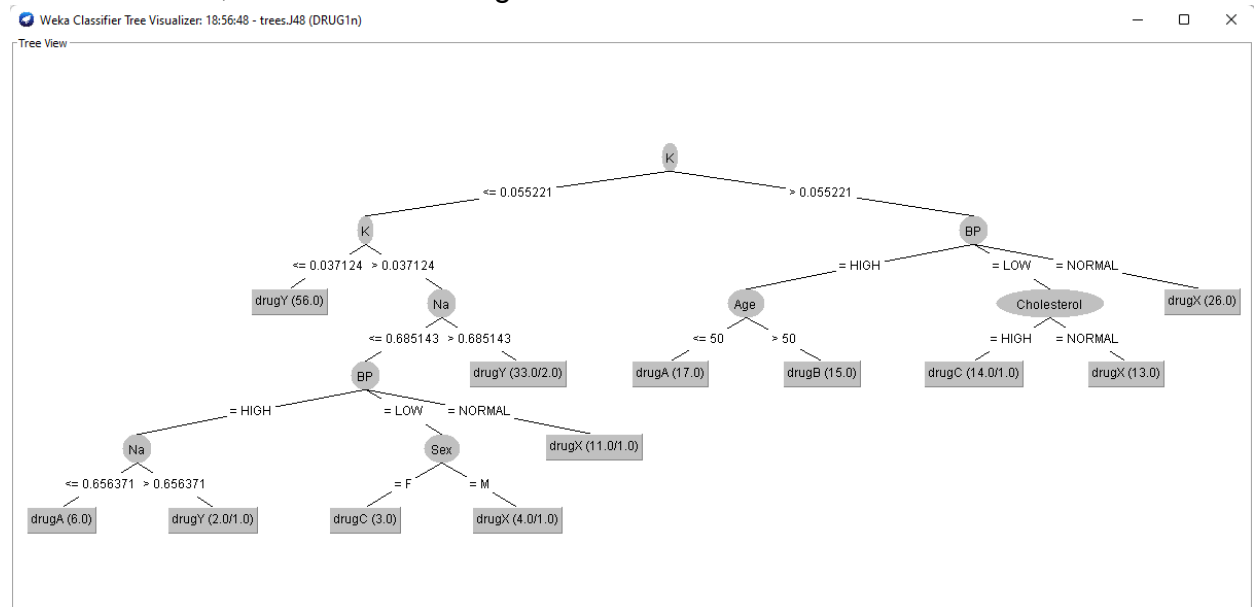 Weka Classifier Tree Visualizer: 18:56:48 - trees.J48 (DRUG1n)
Tree View
K
<= 0.055221 > 0.055221
K BP
<= 0.037124 > 0.037124 = HIGH = LOW = NORMAL
drugY (56.0) Na Age Cholesterol drugX (26.0)
<= 0.685143 > 0.685143 <= 50 > 50 = HIGH = NORMAL
BP drugY (33.0/2.0) drugA (17.0) drugB (15.0) drugC (14.0/1.0) drugX (13.0)
= HIGH = LOW = NORMAL
Na Sex drugX (11.0/1.0)
<= 0.656371 > 0.656371 = F = M
drugA (6.0) drugY (2.0/1.0) drugC (3.0) drugX (4.0/1.0)